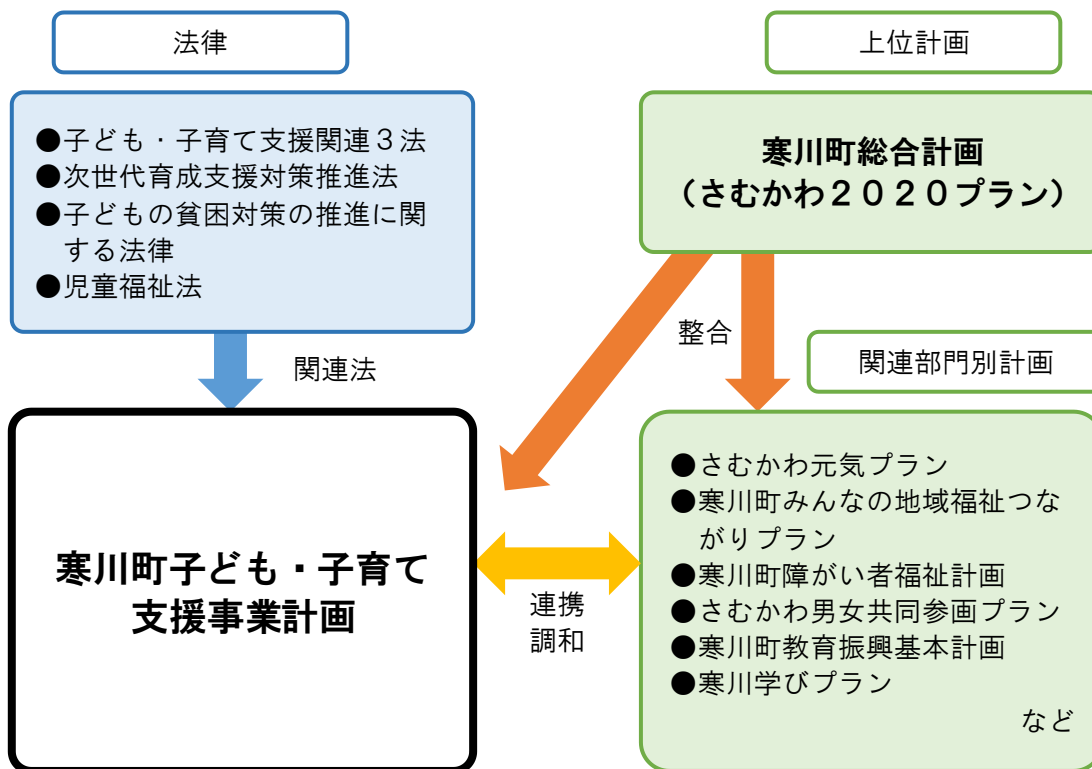 法律
●子ども・子育て支援関連３法
●次世代育成支援対策推進法
●子どもの貧困対策の推進に関
する法律
●児童福祉法
関連法
寒川町子ども・子育て
支援事業計画
上位計画
寒川町総合計画
（さむかわ２０２０プラン）
整合
関連部門別計画
連携
調和
●さむかわ元気プラン
●寒川町みんなの地域福祉つな
がりプラン
●寒川町障がい者福祉計画
●さむかわ男女共同参画プラン
●寒川町教育振興基本計画
●寒川学びプラン
など